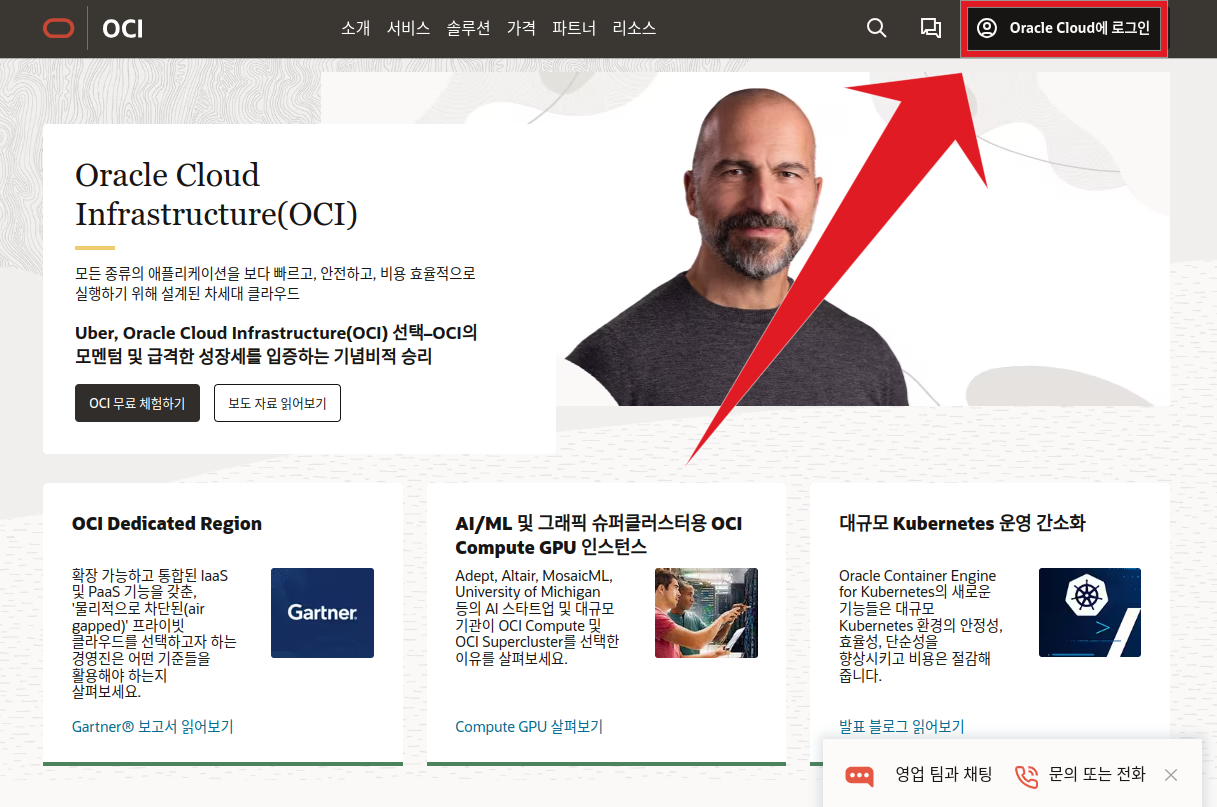 OCI
소개 서비스 솔루션 가격 파트너 리소스
Oracle Cloud에 로그인
Oracle Cloud
Infrastructure(OCI)
모든 종류의 애플리케이션을 보다 빠르고, 안전하고, 비용 효율적으로
실행하기 위해 설계된 차세대 클라우드
Uber, Oracle Cloud Infrastructure(OCI) 선택–OCI의
모멘텀 및 급격한 성장세를 입증하는 기념비적 승리
OCI 무료 체험하기
보도 자료 읽어보기
OCI Dedicated Region
확장 가능하고 통합된 IaaS
및 PaaS 기능을 갖춘,
'물리적으로 차단된(air
gapped)' 프라이빗
클라우드를 선택하고자 하는
경영진은 어떤 기준들을
활용해야 하는지
살펴보세요.
Gartner.
Gartner® 보고서 읽어보기
AI/ML 및 그래픽 슈퍼클러스터용 OCI
Compute GPU 인스턴스
Adept, Altair, MosaicML,
University of Michigan
등의 AI 스타트업 및 대규모
기관이 OCI Compute 및
OCI Supercluster를 선택한
이유를 살펴보세요.
Compute GPU 살펴보기
대규모 Kubernetes 운영 간소화
Oracle Container Engine
for Kubernetes의 새로운
기능들은 대규모
Kubernetes 환경의 안정성,
효율성, 단순성을
향상시키고 비용은 절감해
줍니다.
발표 블로그 읽어보기
영업 팀과 채팅
문의 또는 전화